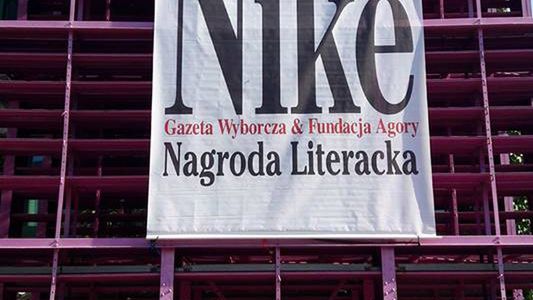 Nike
Gazeta Wyborcza & Fundacja Agory
Nagroda Literacka